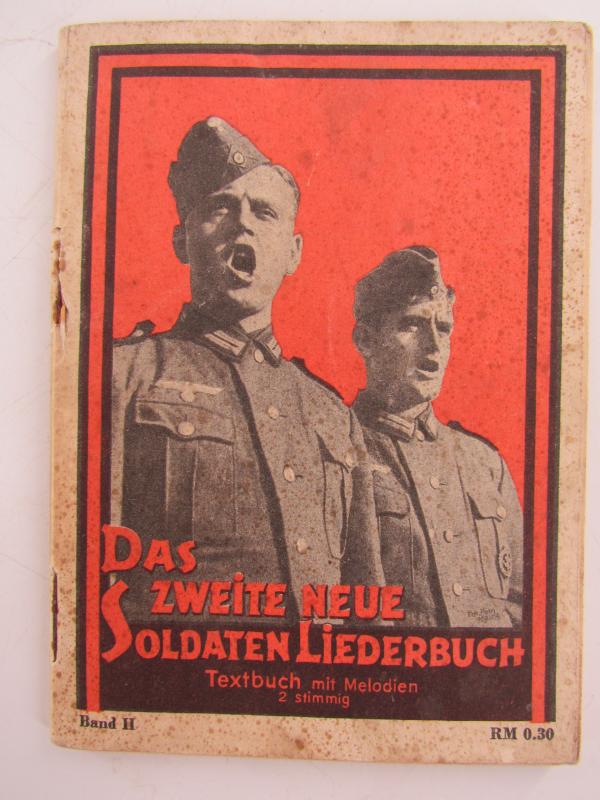 Das
zweite neue
Soldaten Liederbuch
Textbuch mit Melodien
2 stimmig
Band II
RM 0.30